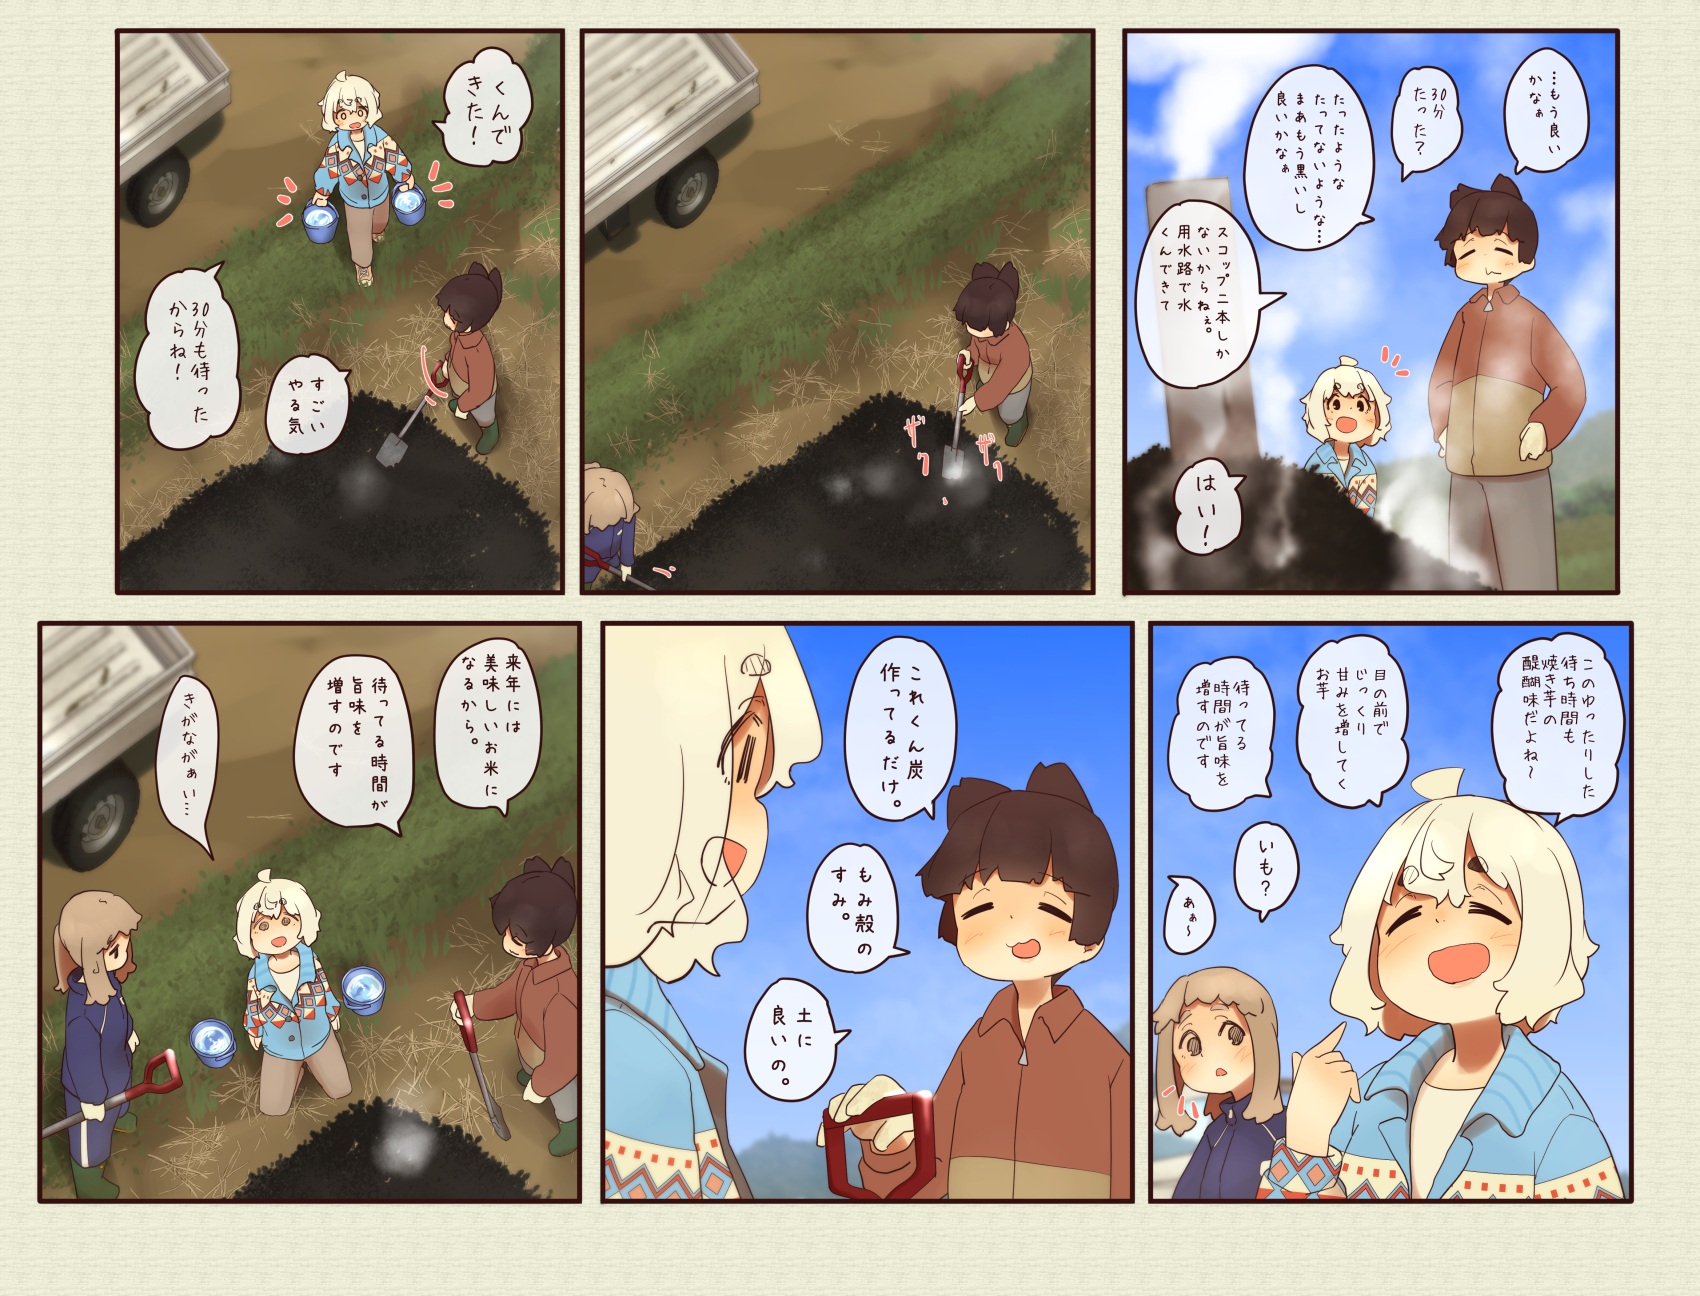 …もう良い
かなぁ
30分
たった？
たったような
たってないような…
まあもう黒いし
良いかなぁ
スコップ二本しか
ないからねぇ。
用水路で水
くんできて
はい！
ザク
ザク
くんで
きた！
30分も待った
からね！
すごい
やる気
このゆったりした
待ち時間も
焼き芋の
醍醐味だよね～
目の前で
じっくり
甘みを増してく
お芋
待ってる
時間が旨味を
増すのです
いも？
あぁ～
これくん炭
作ってるだけ。
もみ殻の
すみ。
土に
良いの。
来年には
美味しいお米に
なるから。
待ってる時間が
旨味を
増すのです
きがながぁぃ…